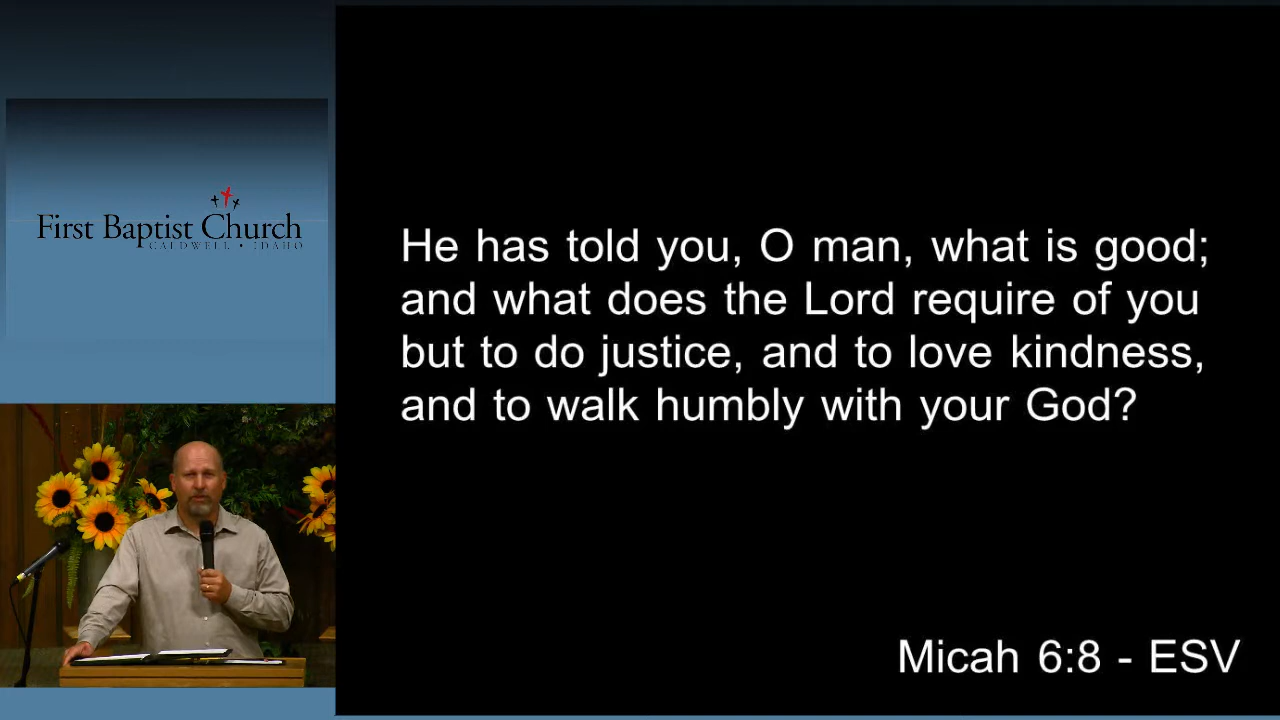 First Baptist Church
CALDWELL • IDAHO
He has told you, O man, what is good;
and what does the Lord require of you
but to do justice, and to love kindness,
and to walk humbly with your God?
Micah 6:8 - ESV